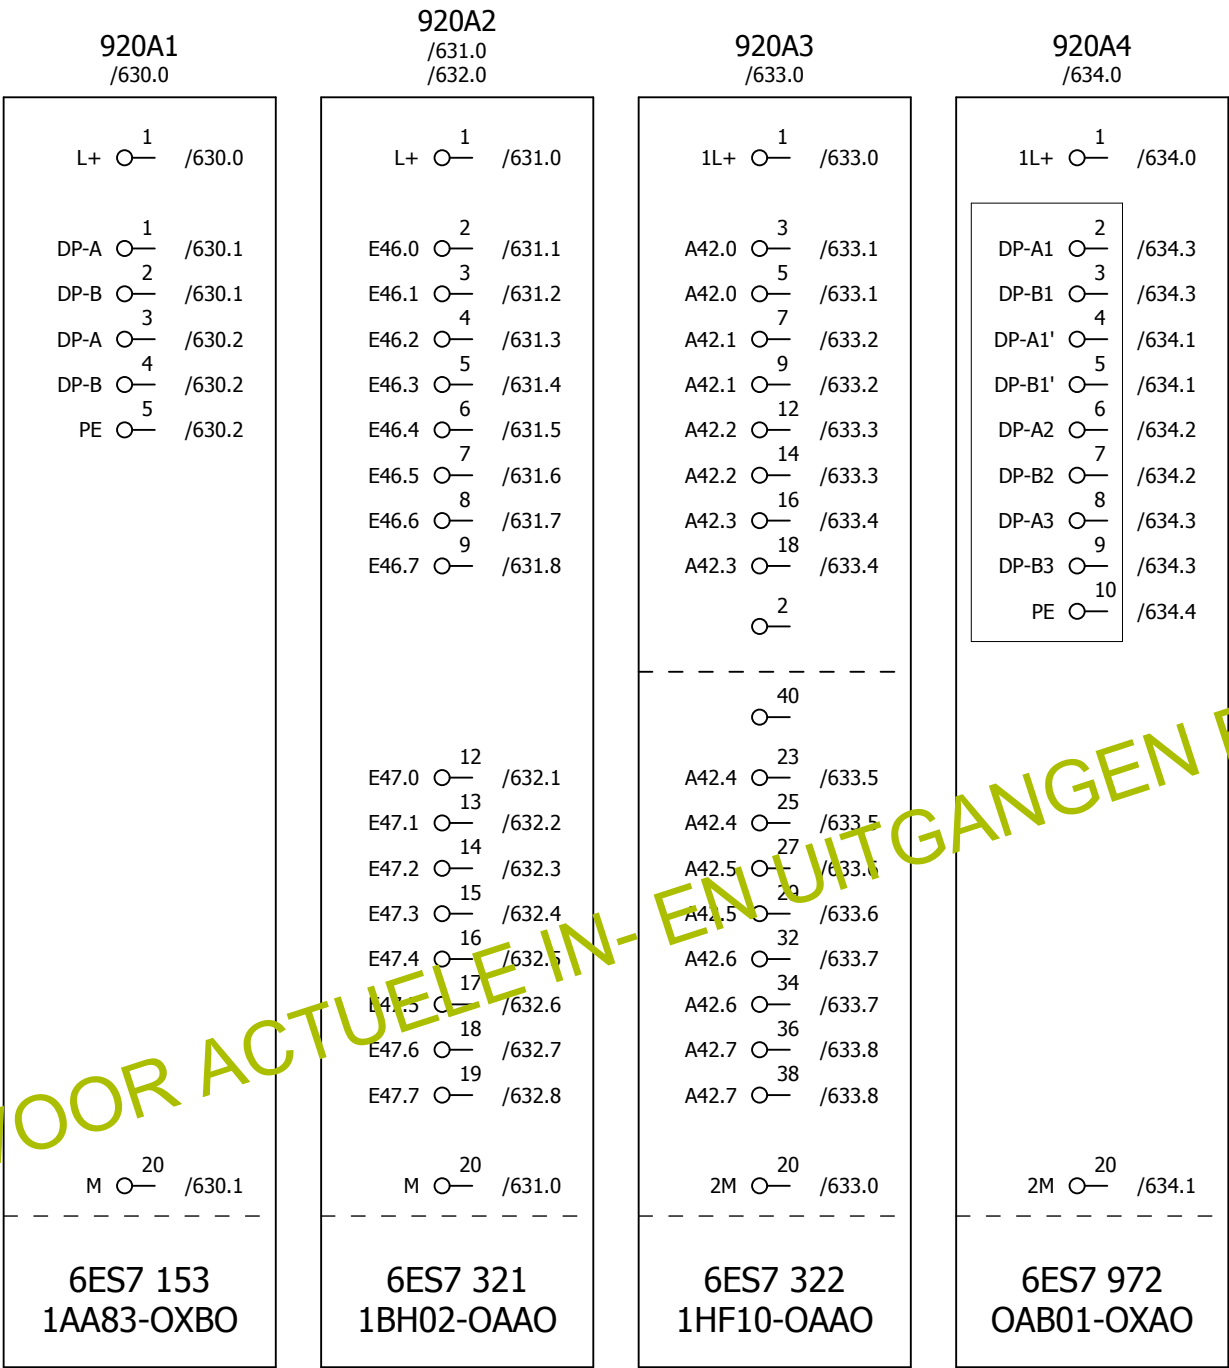 920A1
/630.0
L+ 1 /630.0
DP-A 1 /630.1
DP-B 2 /630.1
DP-A 3 /630.2
DP-B 4 /630.2
PE 5 /630.2
M 20 /630.1
6ES7 153
1AA83-OXBO
920A2
/631.0
/632.0
L+ 1 /631.0
E46.0 2 /631.1
E46.1 3 /631.2
E46.2 4 /631.3
E46.3 5 /631.4
E46.4 6 /631.5
E46.5 7 /631.6
E46.6 8 /631.7
E46.7 9 /631.8
E47.0 12 /632.1
E47.1 13 /632.2
E47.2 14 /632.3
E47.3 15 /632.4
E47.4 16 /632.5
E47.5 17 /632.6
E47.6 18 /632.7
E47.7 19 /632.8
M 20 /631.0
6ES7 321
1BH02-OAAO
920A3
/633.0
1L+ 1 /633.0
A42.0 3 /633.1
A42.0 5 /633.1
A42.1 7 /633.2
A42.1 9 /633.2
A42.2 12 /633.3
A42.2 14 /633.3
A42.3 16 /633.4
A42.3 18 /633.4
2
40
A42.4 23 /633.5
A42.4 25 /633.5
A42.5 27 /633.6
A42.5 29 /633.6
A42.6 32 /633.7
A42.6 34 /633.7
A42.7 36 /633.8
A42.7 38 /633.8
2M 20 /633.0
6ES7 322
1HF10-OAAO
920A4
/634.0
1L+ 1 /634.0
DP-A1 2 /634.3
DP-B1 3 /634.3
DP-A1' 4 /634.1
DP-B1' 5 /634.1
DP-A2 6 /634.2
DP-B2 7 /634.2
DP-A3 8 /634.3
DP-B3 9 /634.3
PE 10 /634.4
2M 20 /634.1
6ES7 972
OAB01-OXAO
OOR ACTUELE IN- EN UITGANGEN